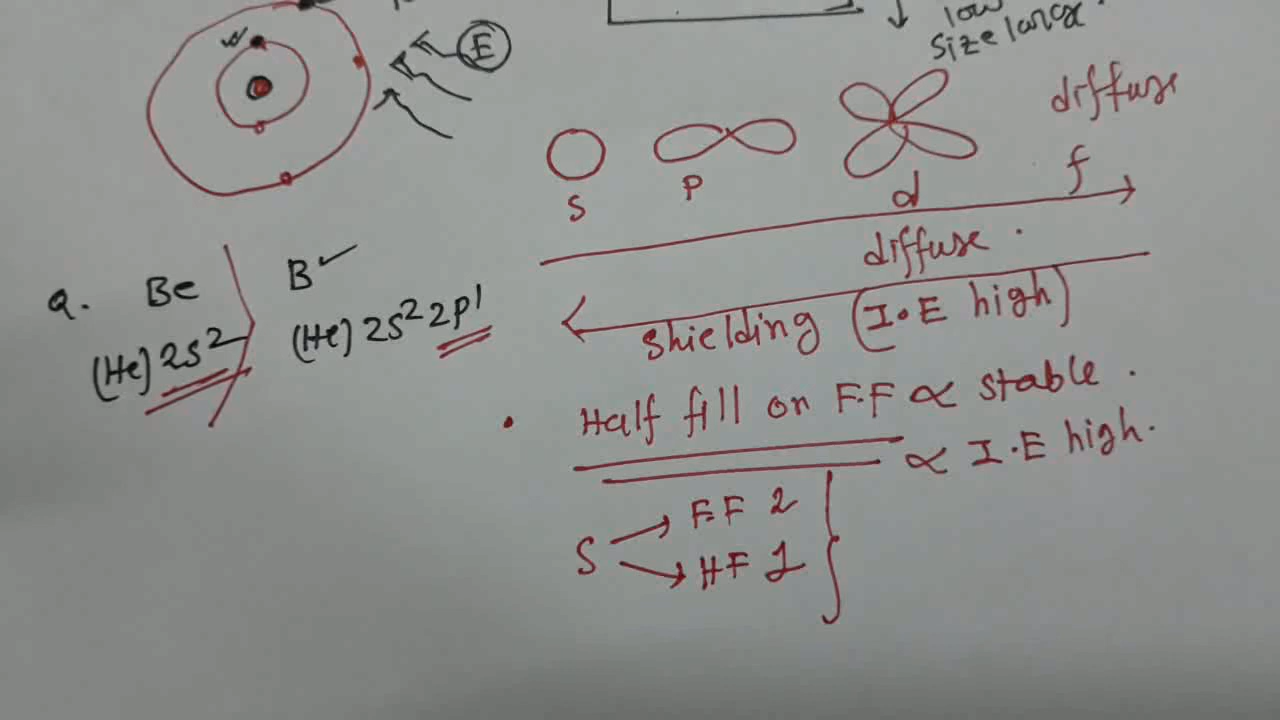 E
low
size large.
diffuse
S
P
d
f
diffuse.
Q. Be
B
(He) 2S²
(He) 2S² 2P¹
shielding (I.E high)
• Half fill on F.F ∝ stable.
∝ I.E high.
S
F.F 2
HF 1